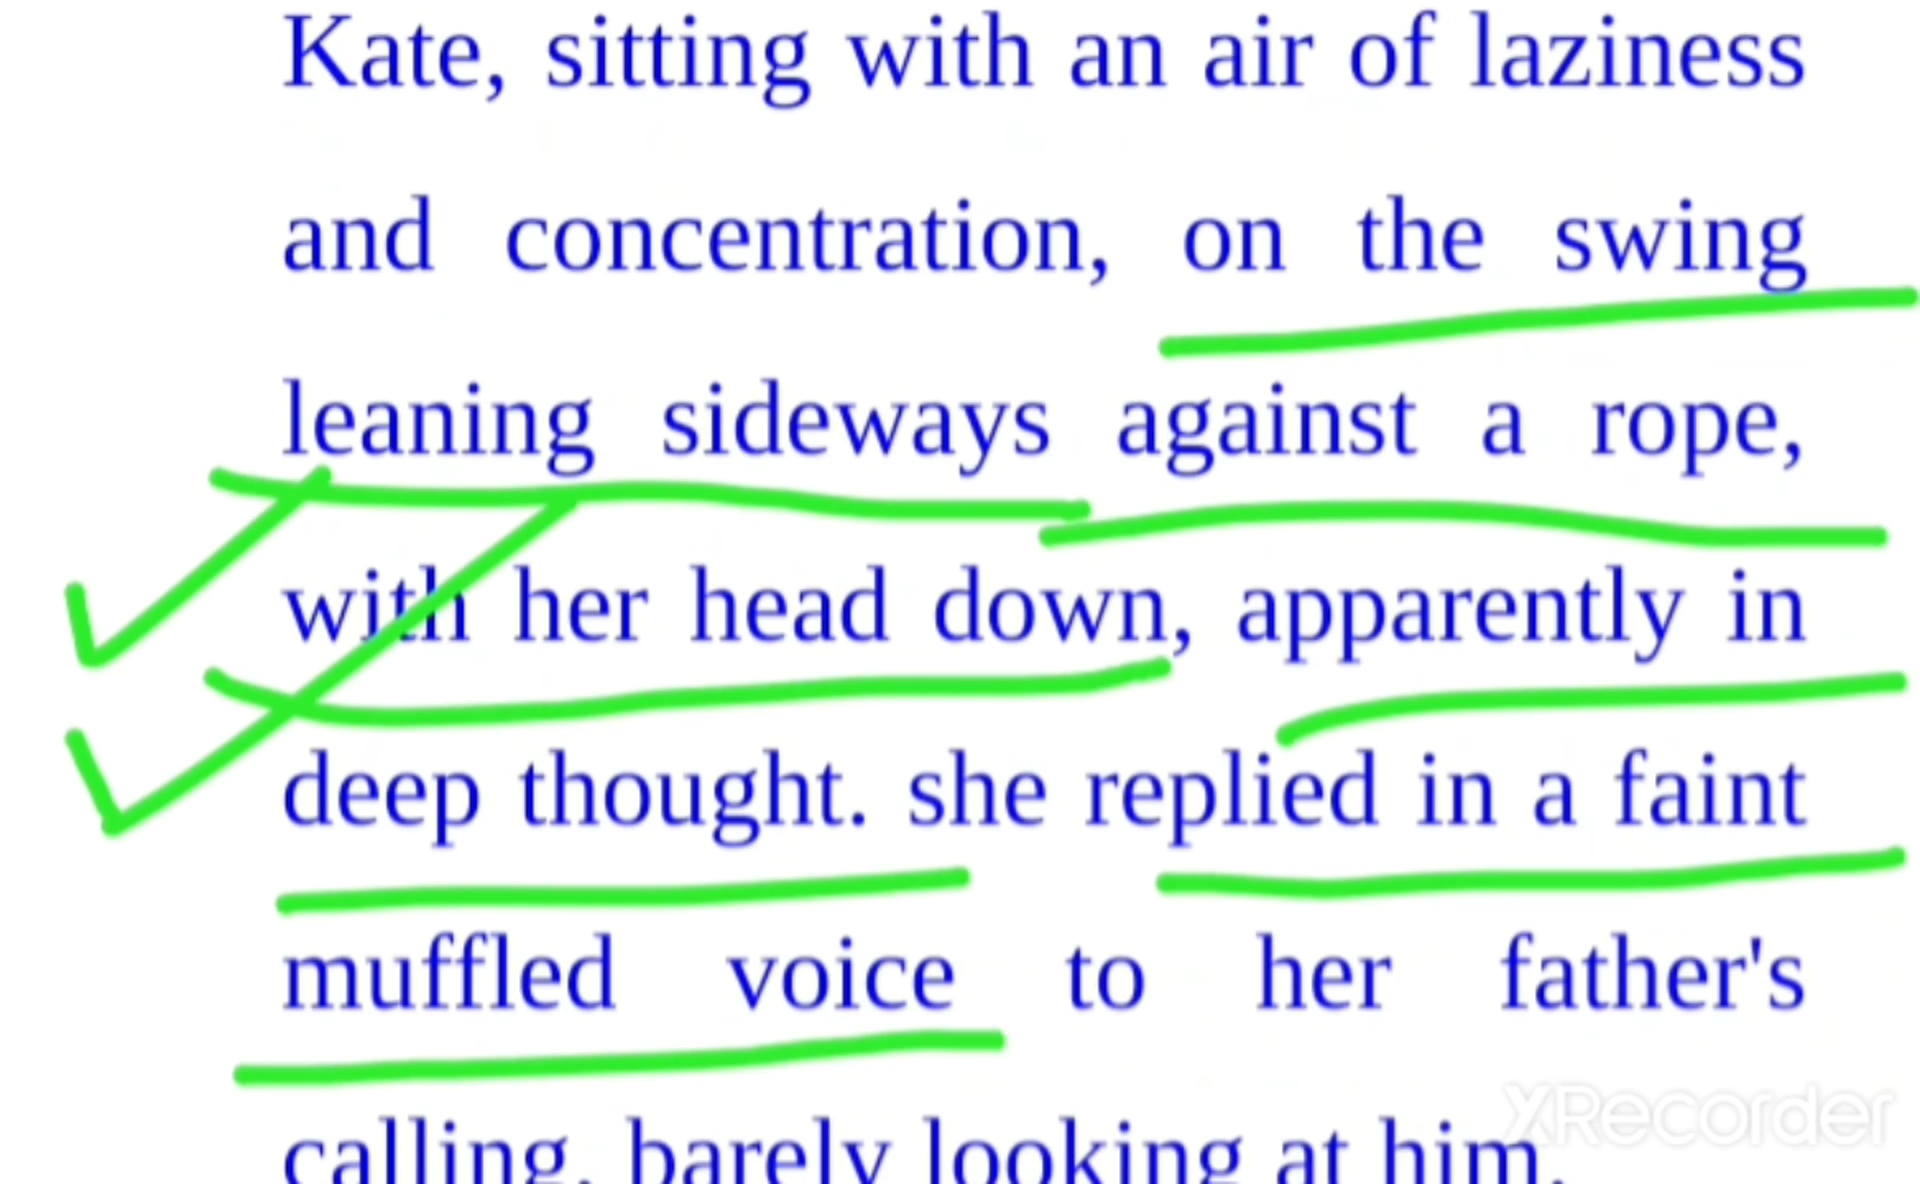 Kate, sitting with an air of laziness
and concentration, on the swing
leaning sideways against a rope,
with her head down, apparently in
deep thought. she replied in a faint
muffled voice to her father's
calling, barely looking at him.
XRecorder